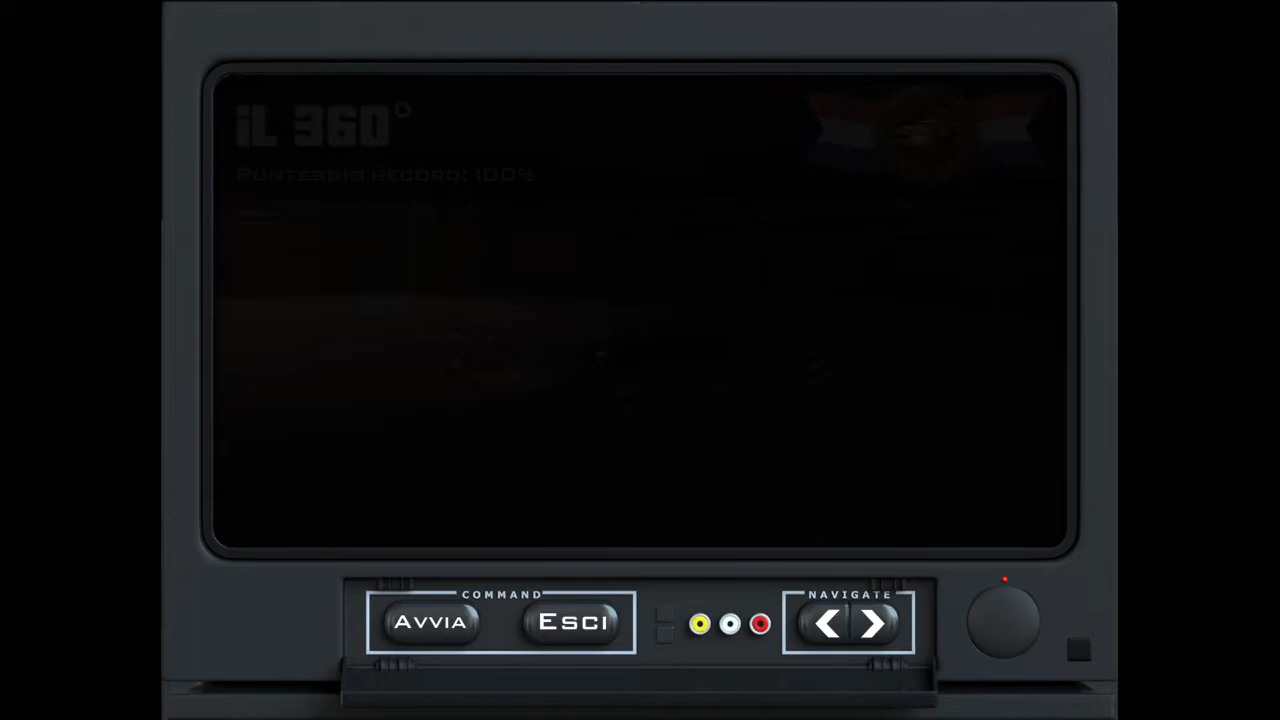 iL 360°
Punteggio record: 100%
COMMAND
NAVIGATE
Avvia
Esci